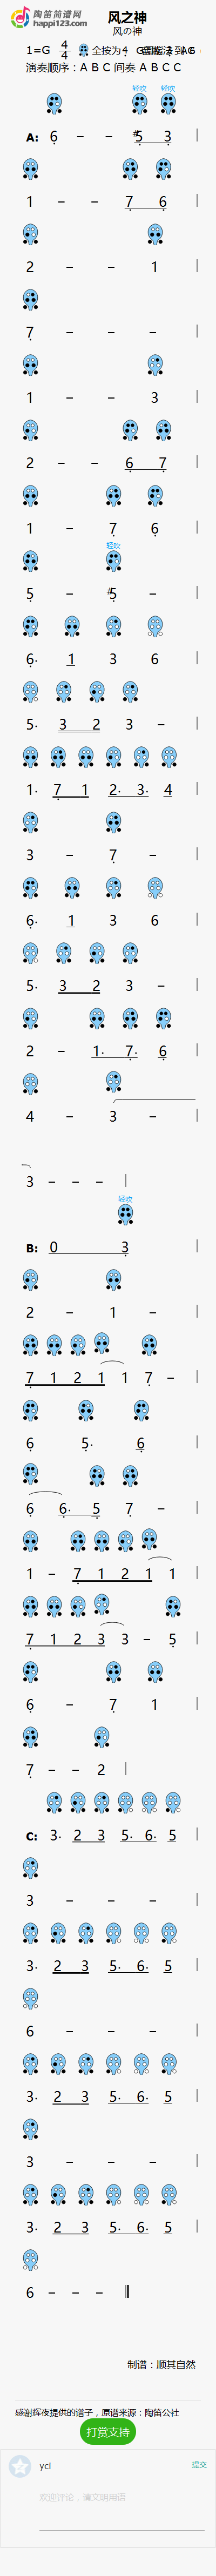 陶笛简谱网
happi123.com
风之神
风の神
1=G 4/4 全按为
演奏顺序：A B C 间奏 A B C C
轻吹 轻吹
A: 6 – – #5 3
1 – – 7 6
2 – – 1
7 – – –
1 – – 3
2 – – 6 7
1 – 7 6
轻吹
5 – #5 –
6· 1 3 6
5· 3 2 3 –
1· 7 1 2· 3· 4
3 – 7 –
6· 1 3 6
5· 3 2 3 –
2 – 1· 7· 6
4 – 3 –
3 – – –
轻吹
B: 0 3
2 – 1 –
7 1 2 1 1 7 –
6 5· 6
6 6· 5 7 –
1 – 7 1 2 1 1
7 1 2 3 3 – 5
6 – 7 1
7 – – 2
C: 3· 2 3 5· 6· 5
3 – – –
3· 2 3 5· 6· 5
6 – – –
3· 2 3 5· 6· 5
3 – – –
3· 2 3 5· 6· 5
6 – – –
制谱：顺其自然
感谢辉夜提供的谱子，原谱来源：陶笛公社
打赏支持
yci 提交
欢迎评论，请文明用语